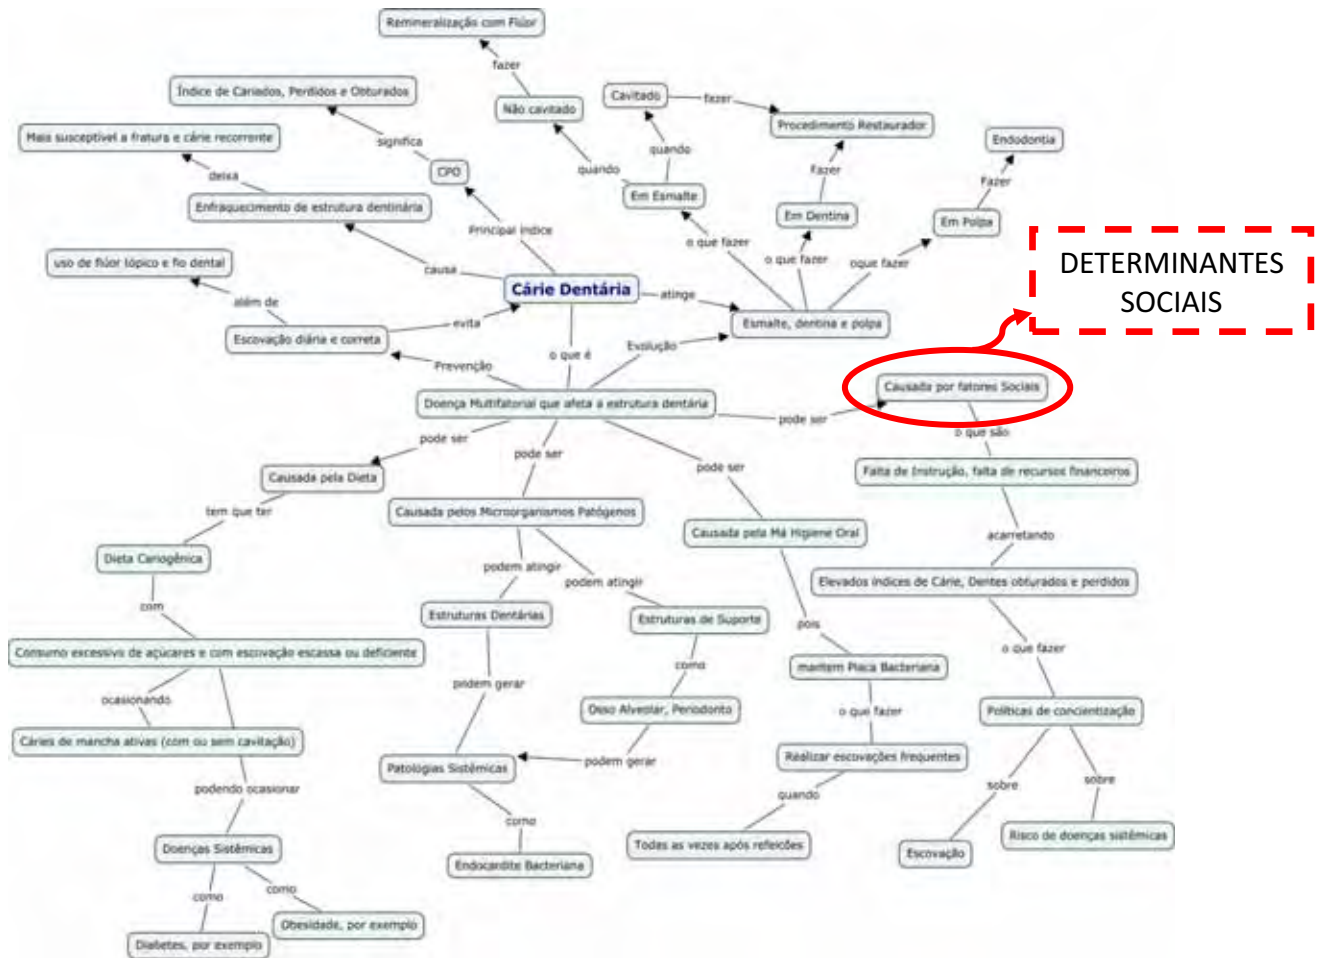 Remineralização com Flúor
fazer
Índice de Cariados, Perdidos e Obturados
Cavitado
fazer
Não cavitado
Procedimento Restaurador
Mais susceptível a fratura e cárie recorrente
significa
quando
Endodontia
deixa
CPO
quando
Fazer
Fazer
Enfraquecimento de estrutura dentinária
Em Esmalte
Em Dentina
Em Polpa
Principal índice
o que fazer
o que fazer
oque fazer
DETERMINANTES
SOCIAIS
uso de flúor tópico e fio dental
causa
Cárie Dentária
atinge
além de
evita
Esmalte, dentina e polpa
Escovação diária e correta
o que é
Evolução
Prevenção
Causada por fatores Sociais
Doença Multifatorial que afeta a estrutura dentária
pode ser
o que são
pode ser
pode ser
pode ser
Causada pela Dieta
Falta de Instrução, falta de recursos financeiros
tem que ter
Causada pelos Microorganismos Patógenos
Causada pela Má Higiene Oral
acarretando
Dieta Cariogênica
podem atingir
podem atingir
Elevados índices de Cárie, Dentes obturados e perdidos
com
Estruturas Dentárias
Estruturas de Suporte
pois
Consumo excessivo de açúcares e com escovação escassa ou deficiente
como
mantem Placa Bacteriana
o que fazer
podem gerar
ocasionando
Osso Alveolar, Periodonto
o que fazer
Políticas de concientização
Cáries de mancha ativas (com ou sem cavitação)
Patologias Sistêmicas
podem gerar
Realizar escovações frequentes
podendo ocasionar
quando
sobre
sobre
como
Doenças Sistêmicas
Todas as vezes após refeicões
Escovação
Risco de doenças sistêmicas
Endocardite Bacteriana
como
como
Obesidade, por exemplo
Diabetes, por exemplo